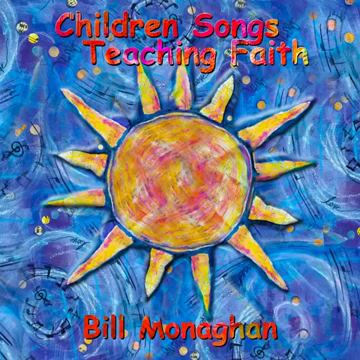 Children Songs
Teaching Faith
Bill Monaghan